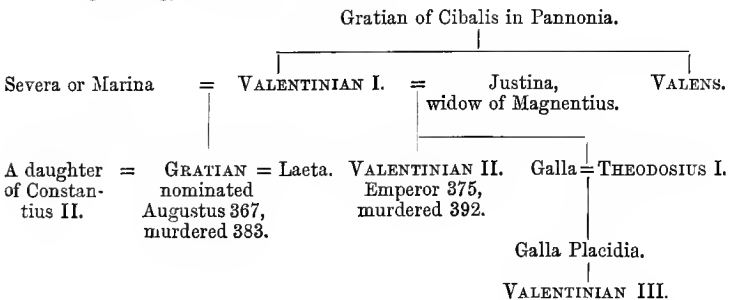 Gratian of Cibalis in Pannonia.
Severa or Marina = VALENTINIAN I. = Justina, VALENS.
widow of Magnentius.
A daughter = GRATIAN = Laeta. VALENTINIAN II. Galla = THEODOSIUS I.
of Constan- nominated Emperor 375,
tius II. Augustus 367, murdered 392.
murdered 383.
Galla Placidia.
VALENTINIAN III.